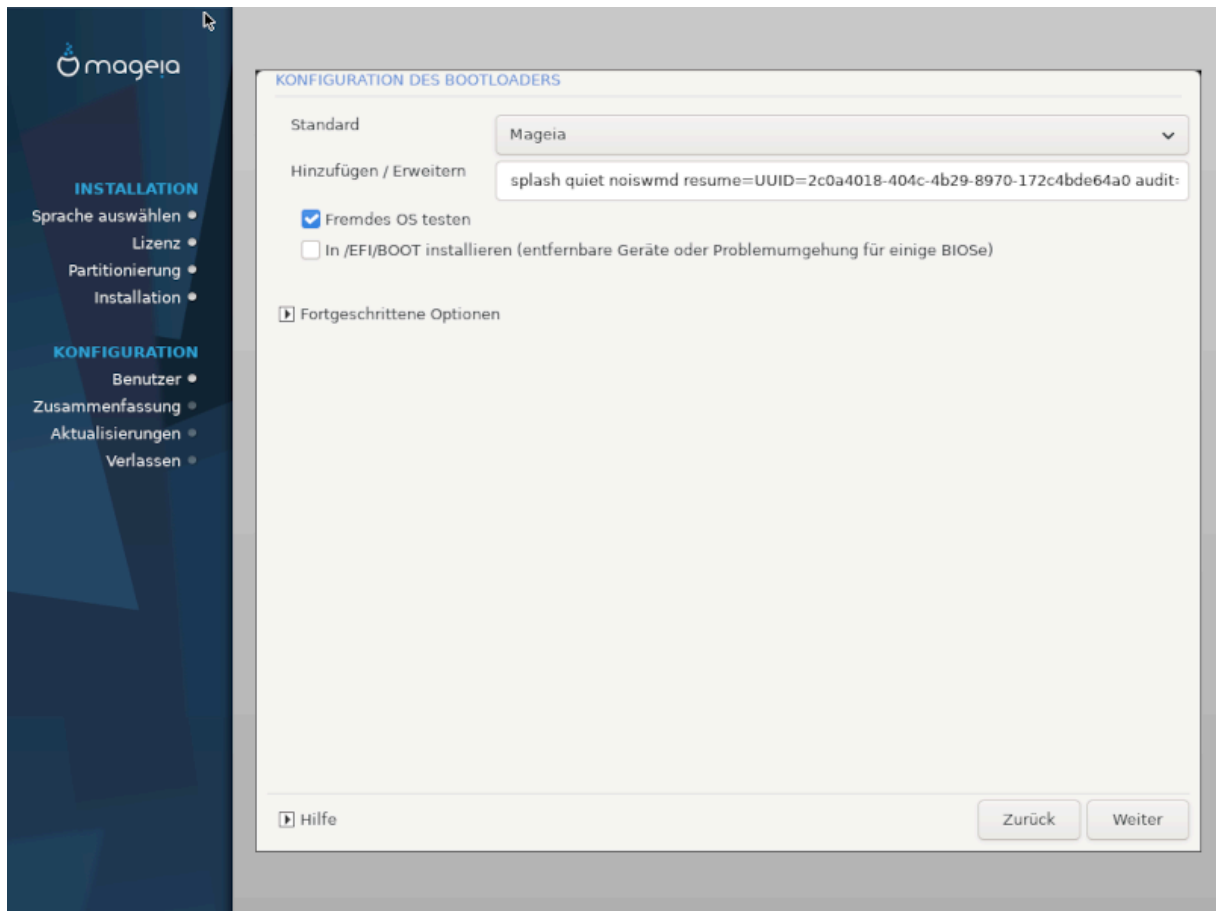 mageia
INSTALLATION
Sprache auswählen
Lizenz
Partitionierung
Installation
KONFIGURATION
Benutzer
Zusammenfassung
Aktualisierungen
Verlassen
KONFIGURATION DES BOOTLOADERS
Standard
Mageia
Hinzufügen / Erweitern
splash quiet noiswmd resume=UUID=2c0a4018-404c-4b29-8970-172c4bde64a0 audit=
Fremdes OS testen
In /EFI/BOOT installieren (entfernbare Geräte oder Problemumgehung für einige BIOSe)
Fortgeschrittene Optionen
Hilfe
Zurück
Weiter